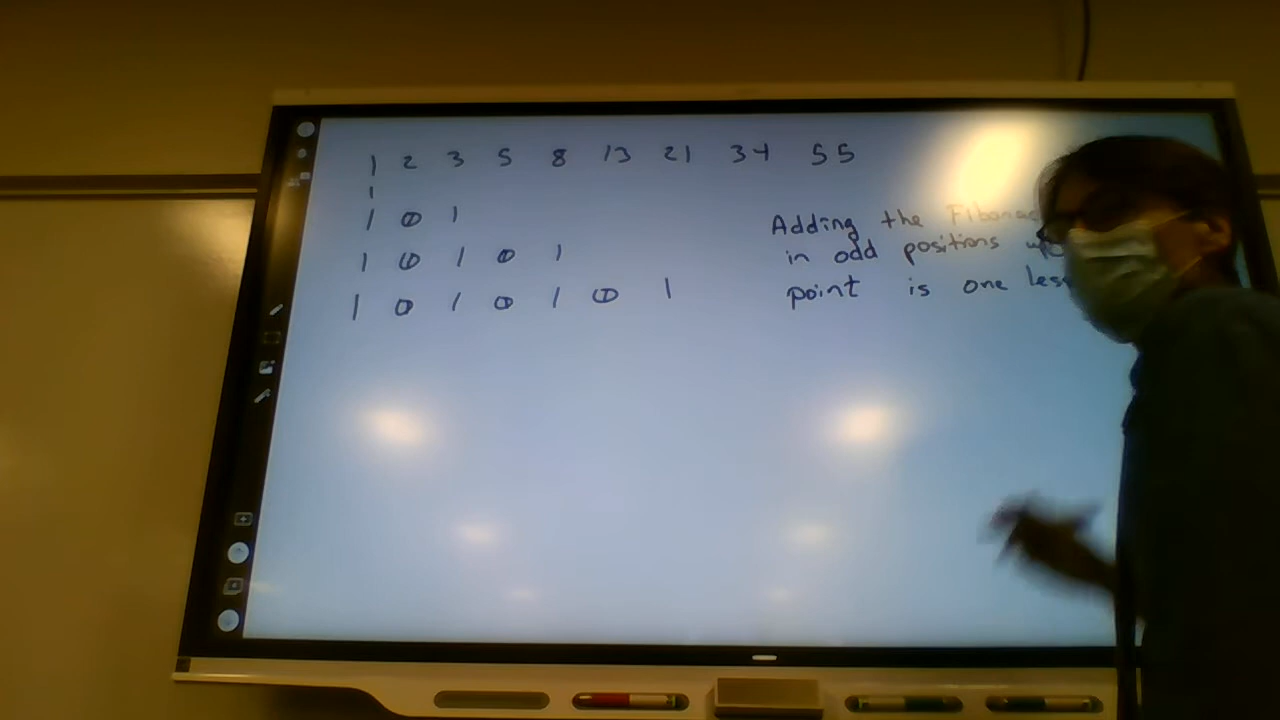 1 2 3 5 8 13 21 34 55
1
1 0 1
1 0 1 0 1
1 0 1 0 1 0 1
Adding the
in odd positions
point is one less